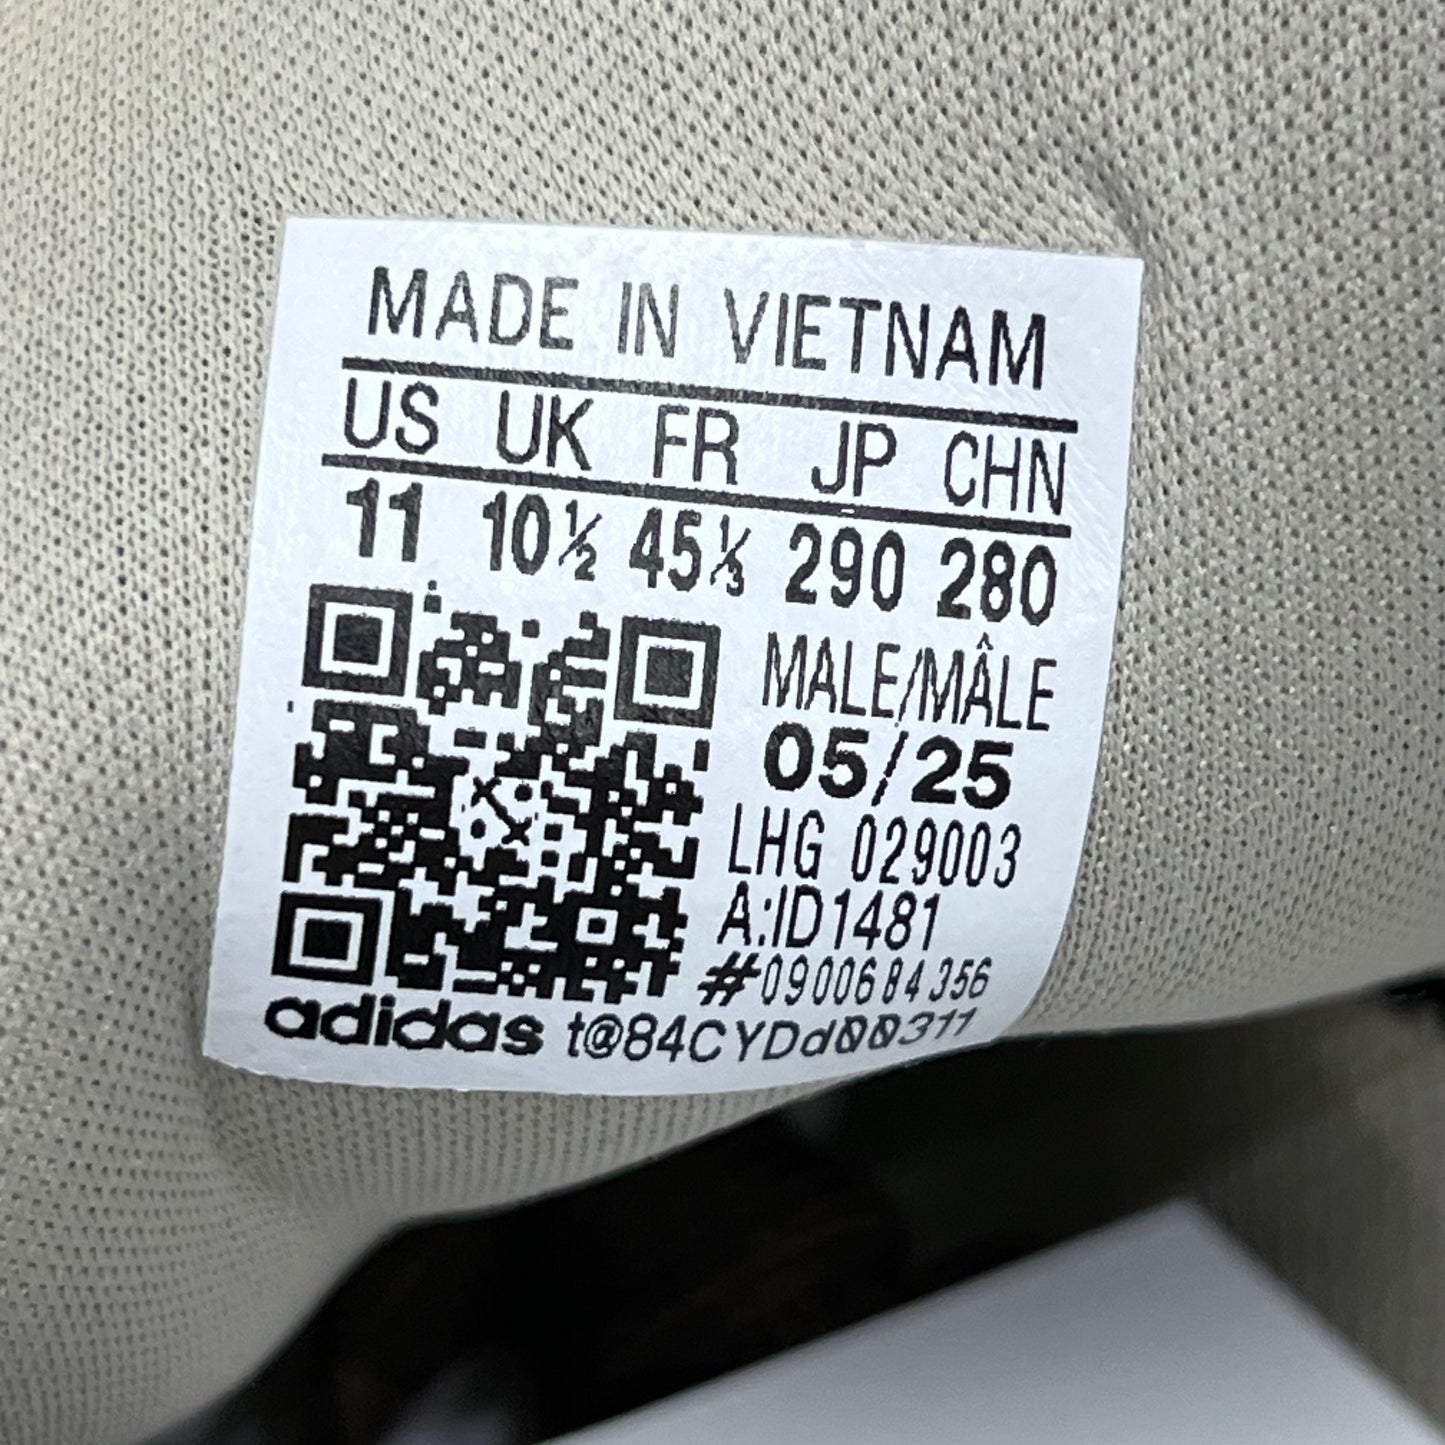 MADE IN VIETNAM
US UK FR JP CHN
11 10½ 45⅓ 290 280
MALE/MÂLE
05/25
LHG 029003
A:ID1481
#0900684356
adidas t@84CYDd00311